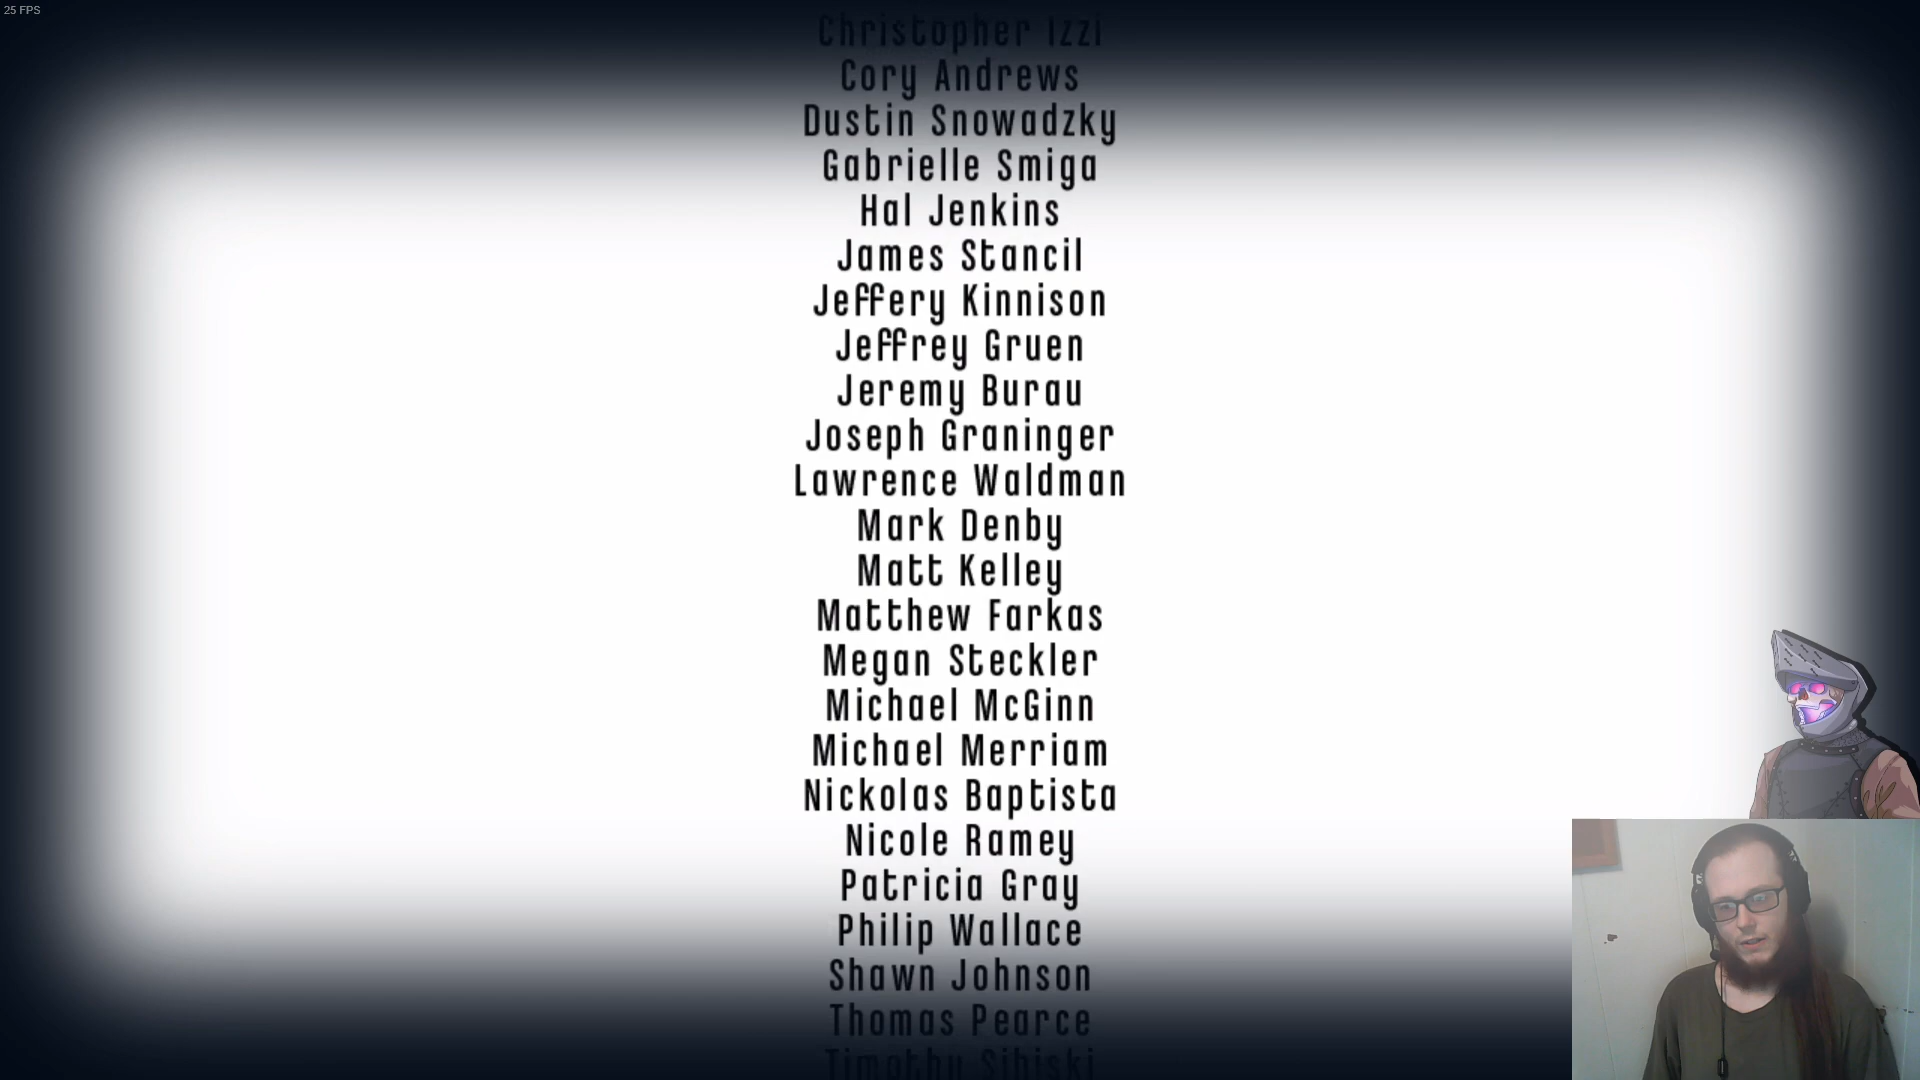 25 FPS
Christopher Izzi
Cory Andrews
Dustin Snowadzky
Gabrielle Smiga
Hal Jenkins
James Stancil
Jeffery Kinnison
Jeffrey Gruen
Jeremy Burau
Joseph Graninger
Lawrence Waldman
Mark Denby
Matt Kelley
Matthew Farkas
Megan Steckler
Michael McGinn
Michael Merriam
Nickolas Baptista
Nicole Ramey
Patricia Gray
Philip Wallace
Shawn Johnson
Thomas Pearce
Timothy Sibiski